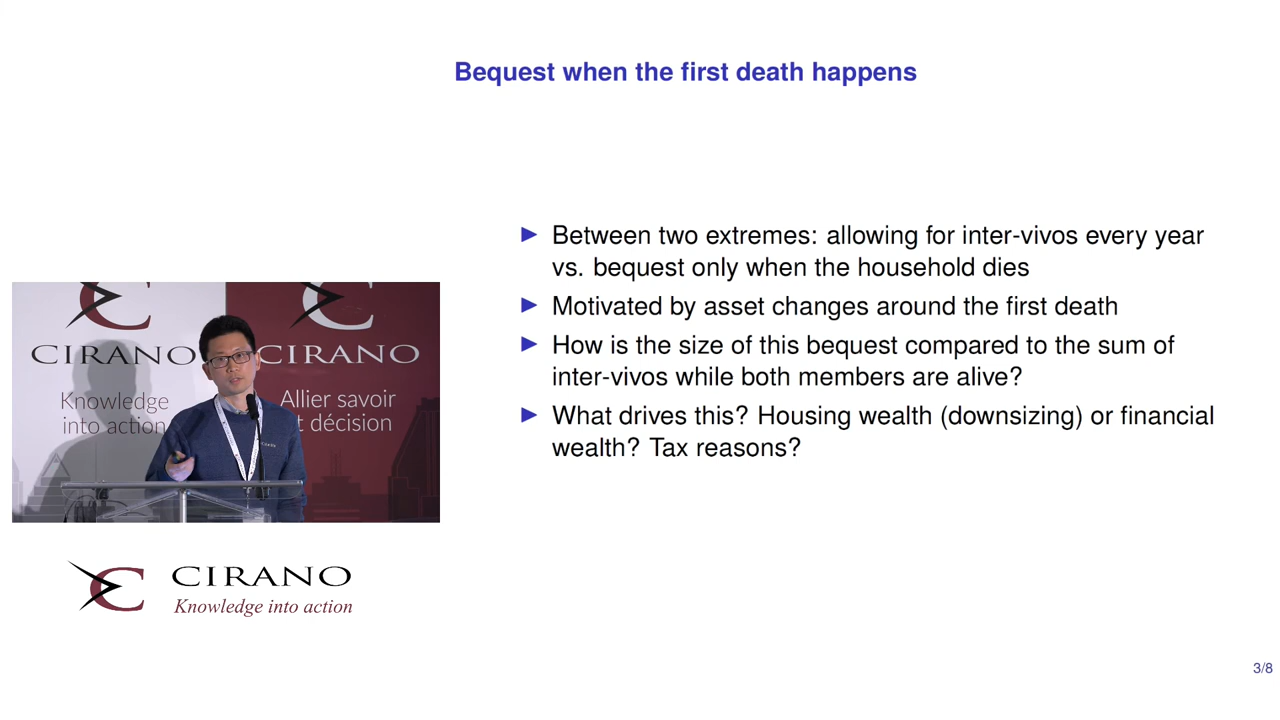 Bequest when the first death happens
▶ Between two extremes: allowing for inter-vivos every year
vs. bequest only when the household dies
▶ Motivated by asset changes around the first death
▶ How is the size of this bequest compared to the sum of
inter-vivos while both members are alive?
▶ What drives this? Housing wealth (downsizing) or financial
wealth? Tax reasons?
CIRANO
Knowledge
into action
CIRANO
Allier savoir
t décision
CIRANO
Knowledge into action
3/8